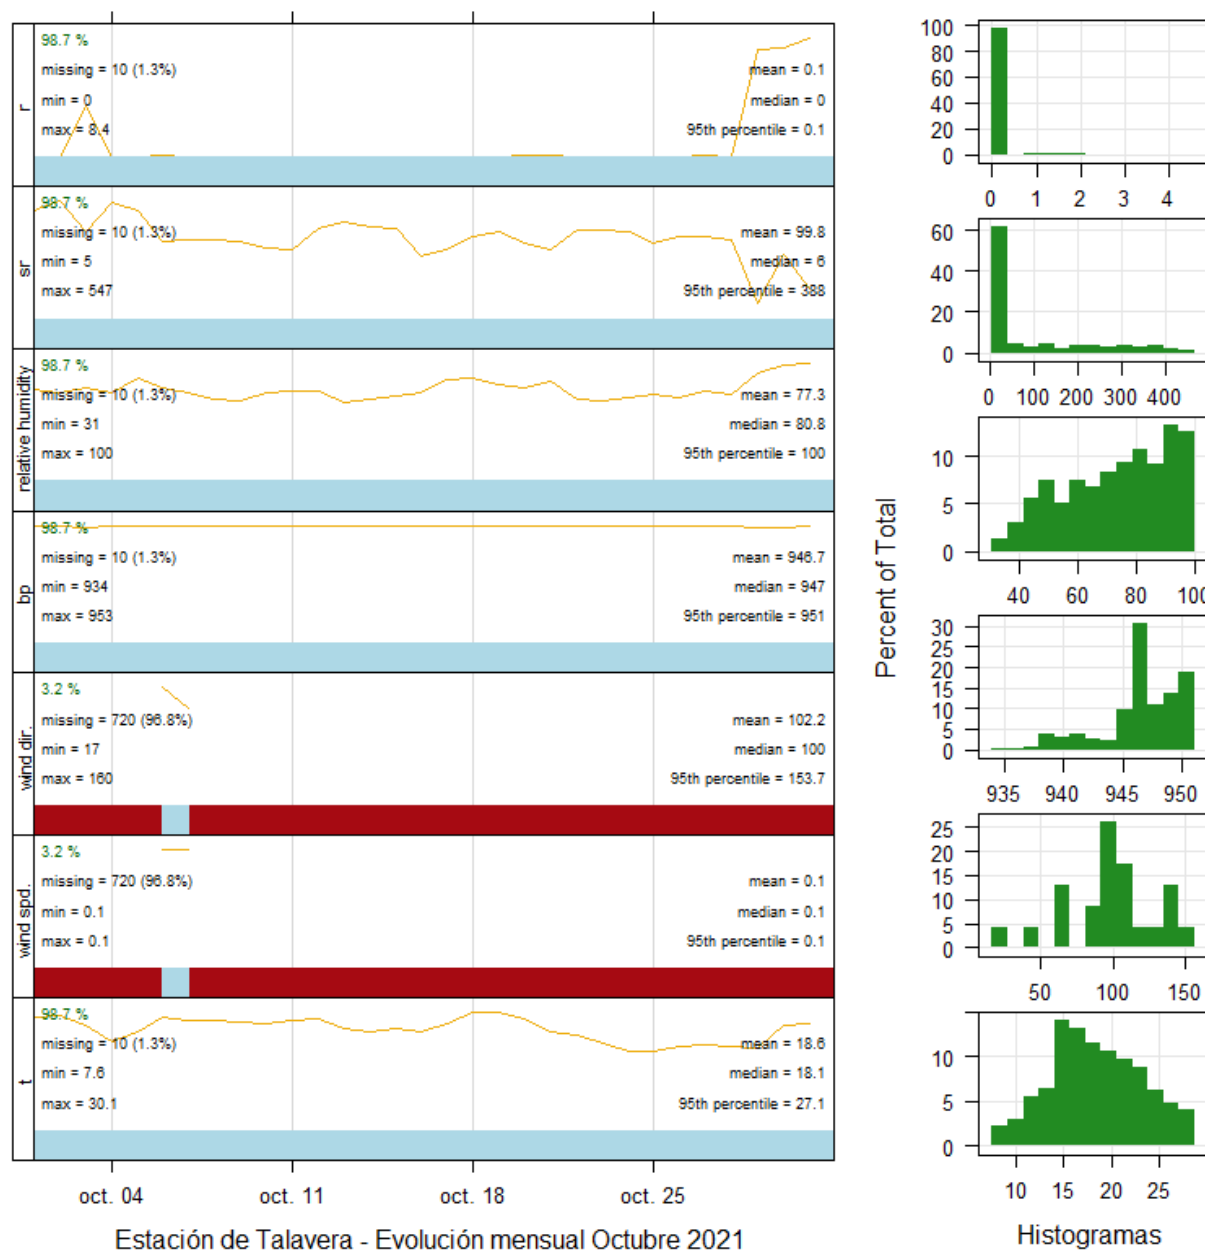 r
98.7 %
missing = 10 (1.3%)
min = 0
max = 8.4
mean = 0.1
median = 0
95th percentile = 0.1
sr
98.7 %
missing = 10 (1.3%)
min = 5
max = 547
mean = 99.8
median = 6
95th percentile = 388
relative humidity
98.7 %
missing = 10 (1.3%)
min = 31
max = 100
mean = 77.3
median = 80.8
95th percentile = 100
bp
98.7 %
missing = 10 (1.3%)
min = 934
max = 953
mean = 946.7
median = 947
95th percentile = 951
wind dir.
3.2 %
missing = 720 (96.8%)
min = 17
max = 160
mean = 102.2
median = 100
95th percentile = 153.7
wind spd.
3.2 %
missing = 720 (96.8%)
min = 0.1
max = 0.1
mean = 0.1
median = 0.1
95th percentile = 0.1
t
98.7 %
missing = 10 (1.3%)
min = 7.6
max = 30.1
mean = 18.6
median = 18.1
95th percentile = 27.1
oct. 04 oct. 11 oct. 18 oct. 25
Estación de Talavera - Evolución mensual Octubre 2021
Percent of Total
100
80
60
40
20
0
0 1 2 3 4
60
40
20
0
0 100 200 300 400
10
5
0
40 60 80 100
30
25
20
15
10
5
0
935 940 945 950
25
20
15
10
5
0
50 100 150
10
5
0
10 15 20 25
Histogramas